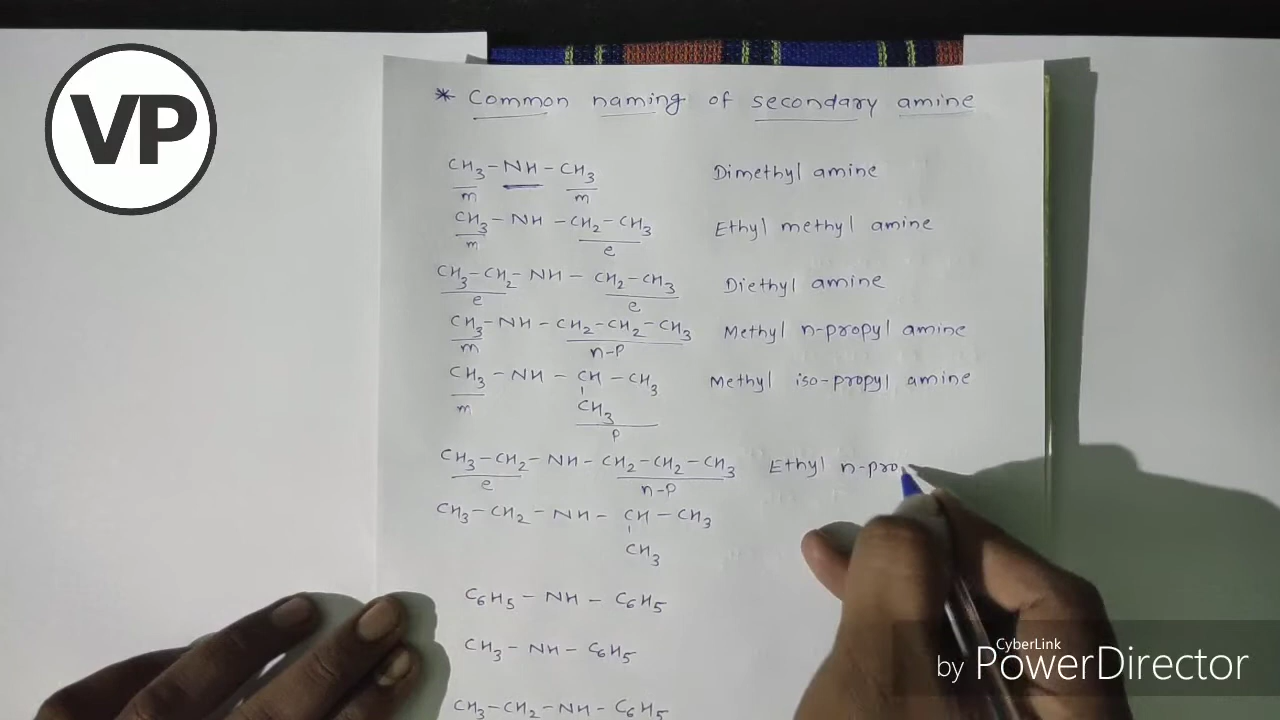 VP
* Common naming of secondary amine
CH3-NH-CH3 Dimethyl amine
m m
CH3-NH-CH2-CH3 Ethyl methyl amine
m e
CH3-CH2-NH-CH2-CH3 Diethyl amine
e e
CH3-NH-CH2-CH2-CH3 Methyl n-propyl amine
m n-p
CH3-NH-CH-CH3 Methyl iso-propyl amine
CH3
m p
CH3-CH2-NH-CH2-CH2-CH3 Ethyl n-pro
e n-p
CH3-CH2-NH-CH-CH3
CH3
C6H5-NH-C6H5
CH3-NH-C6H5
CH3-CH2-NH-C6H5
CyberLink
by PowerDirector